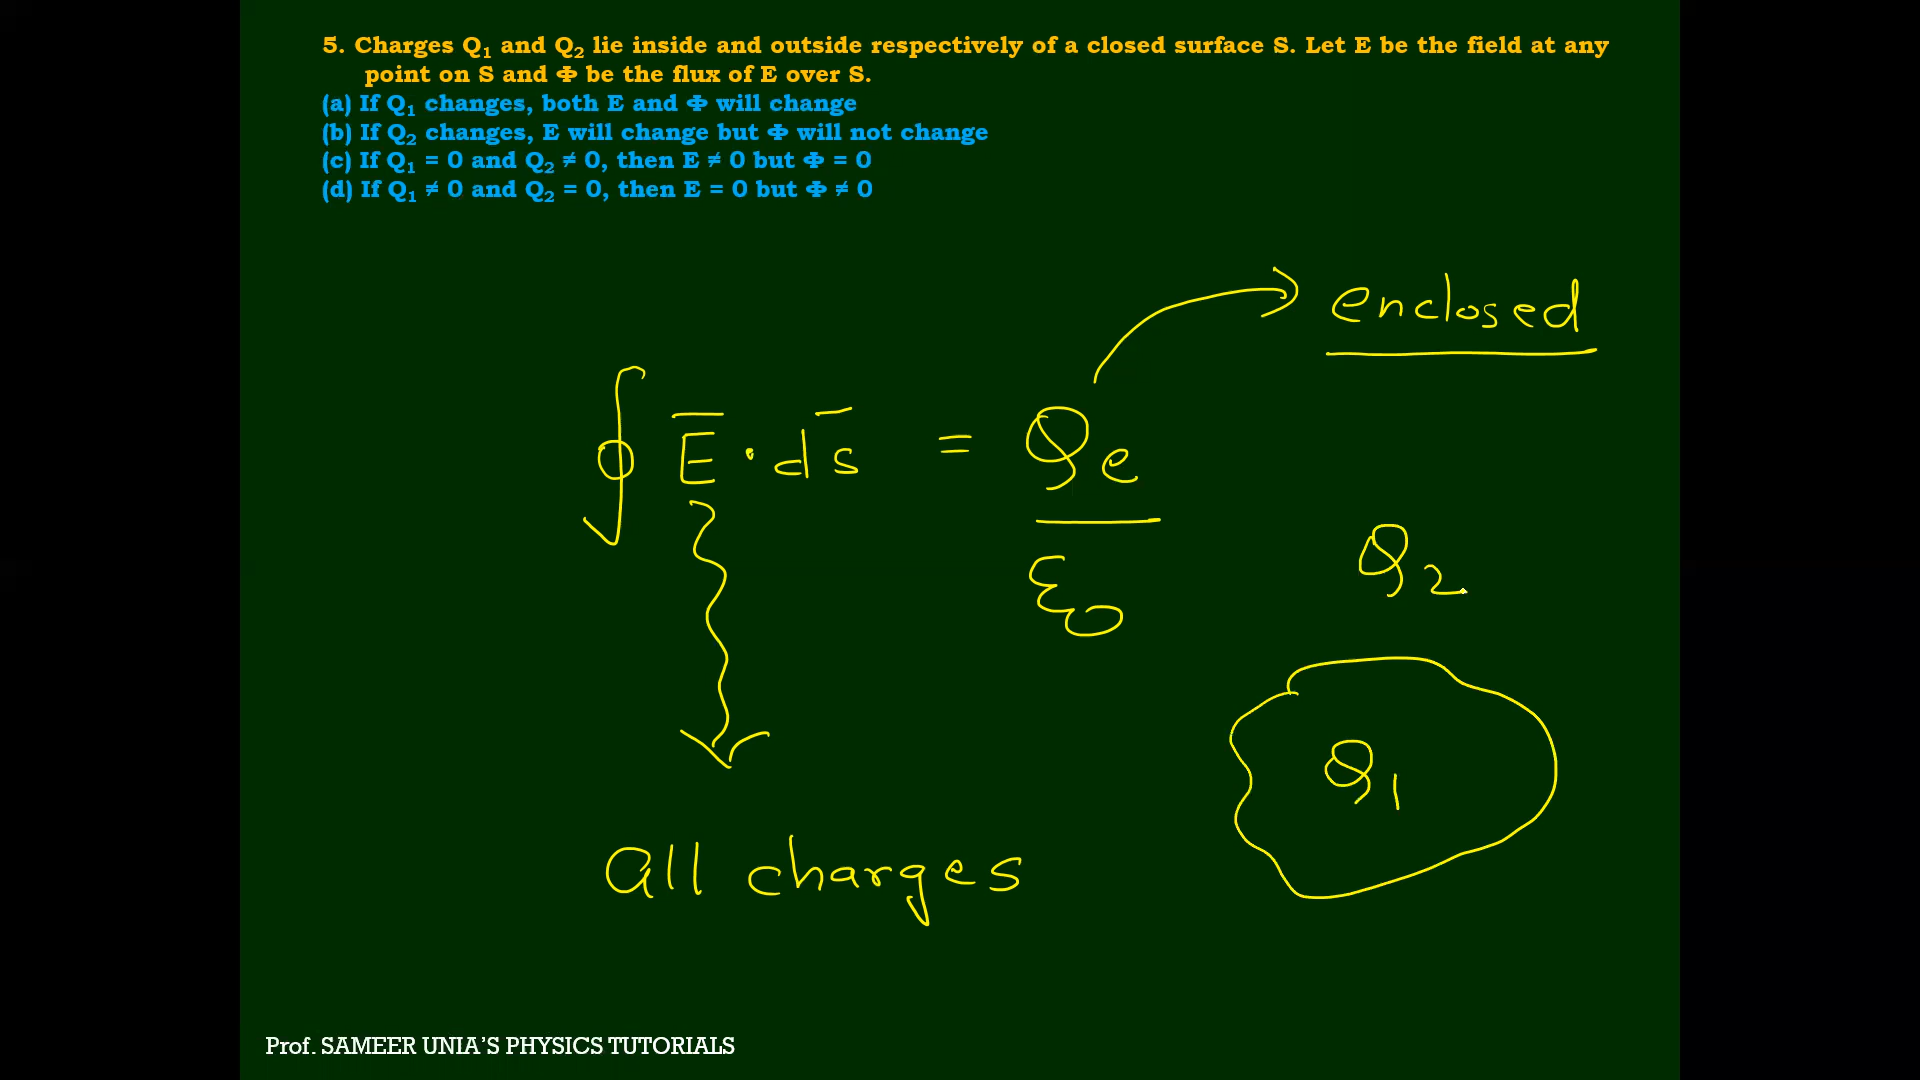 5. Charges Q₁ and Q₂ lie inside and outside respectively of a closed surface S. Let E be the field at any
point on S and Φ be the flux of E over S.
(a) If Q₁ changes, both E and Φ will change
(b) If Q₂ changes, E will change but Φ will not change
(c) If Q₁ = 0 and Q₂ ≠ 0, then E ≠ 0 but Φ = 0
(d) If Q₁ ≠ 0 and Q₂ = 0, then E = 0 but Φ ≠ 0
enclosed
∮ E̅ · ds̅ = Qe / ε₀
Q₂
Q₁
all charges
Prof. SAMEER UNIA'S PHYSICS TUTORIALS